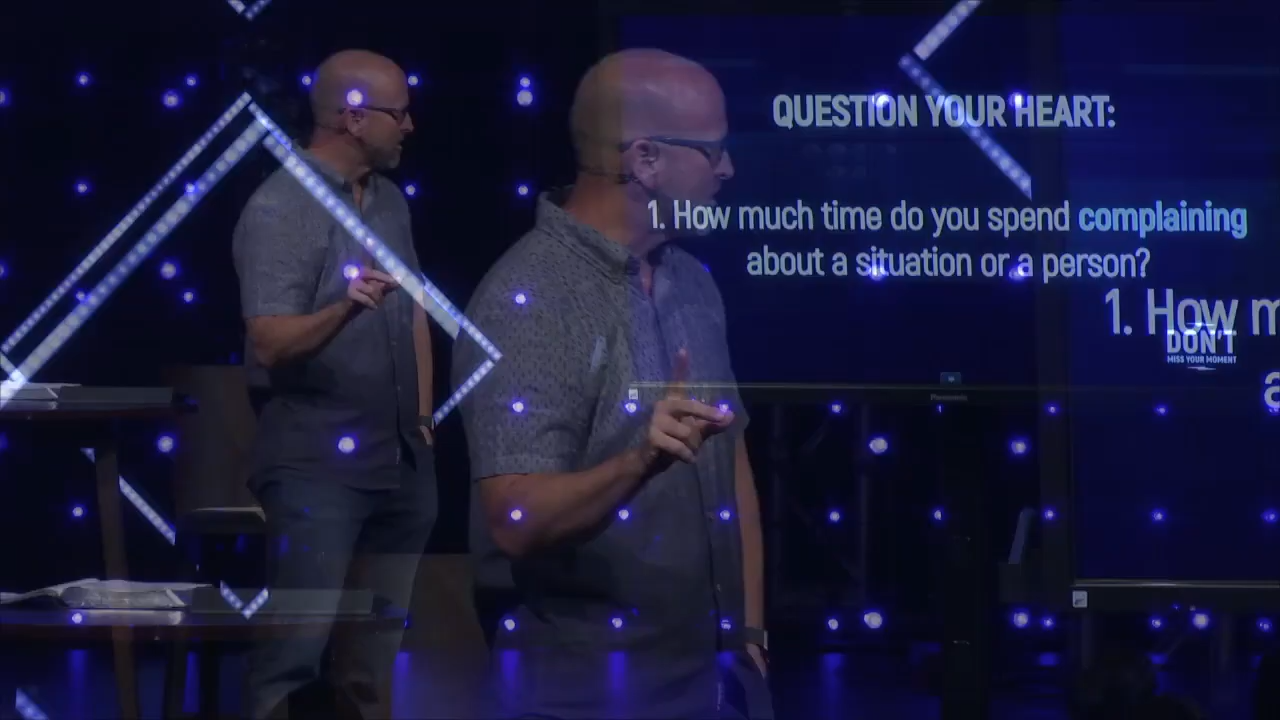 QUESTION YOUR HEART:
1. How much time do you spend complaining
about a situation or a person?
1. How m
DON'T
MISS YOUR MOMENT
a
Panasonic